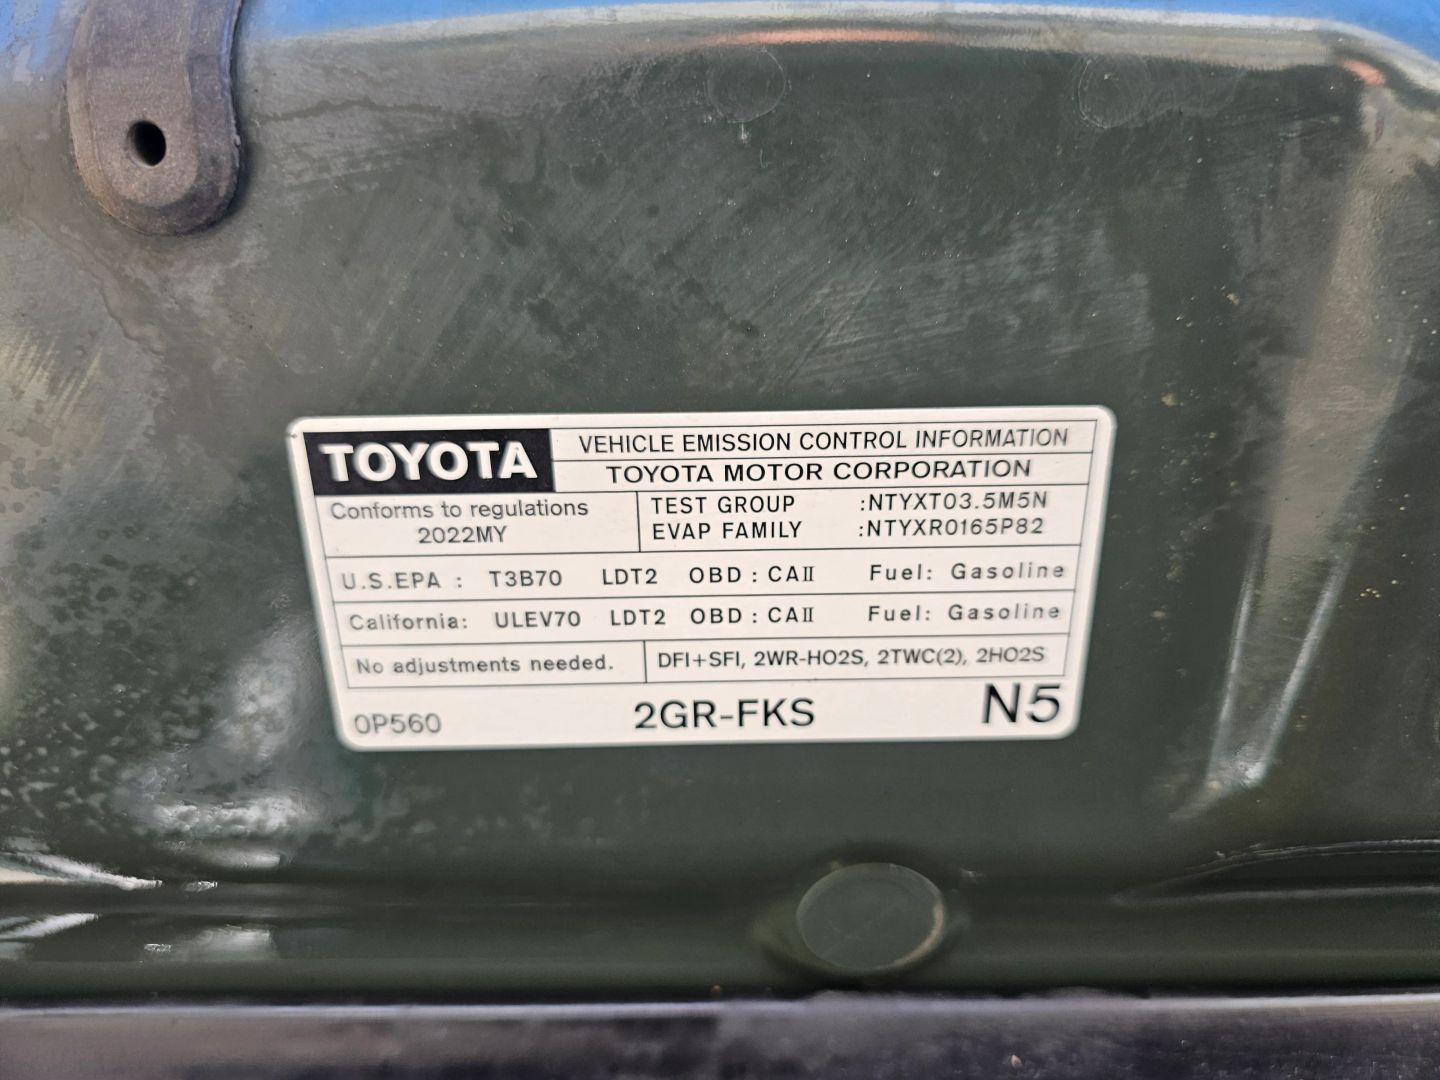 TOYOTA
VEHICLE EMISSION CONTROL INFORMATION
TOYOTA MOTOR CORPORATION
Conforms to regulations
2022MY
TEST GROUP :NTYXT03.5M5N
EVAP FAMILY :NTYXR0165P82
U.S.EPA : T3B70 LDT2 OBD : CAII Fuel: Gasoline
California: ULEV70 LDT2 OBD : CAII Fuel: Gasoline
No adjustments needed.
DFI+SFI, 2WR-HO2S, 2TWC(2), 2HO2S
0P560 2GR-FKS N5